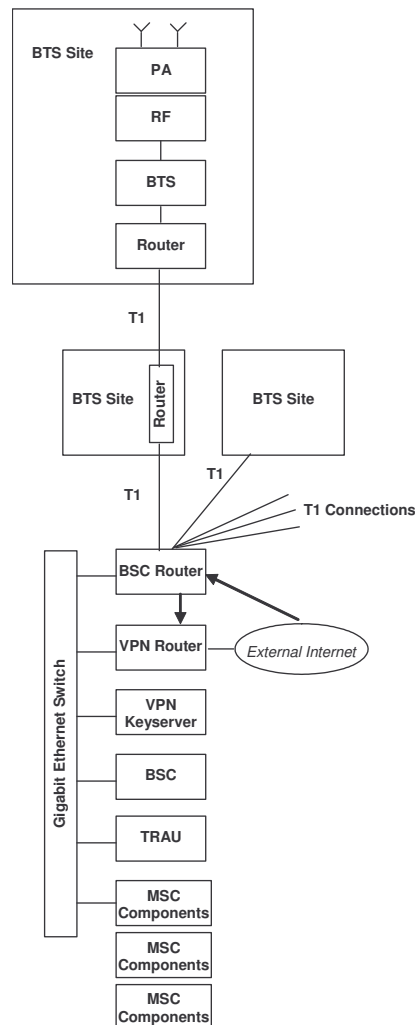 BTS Site
PA
RF
BTS
Router
T1
BTS Site
Router
BTS Site
T1
T1
T1 Connections
BSC Router
VPN Router
External Internet
Gigabit Ethernet Switch
VPN
Keyserver
BSC
TRAU
MSC
Components
MSC
Components
MSC
Components